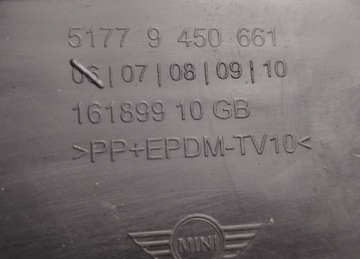 5177 9 450 661
06|07|08|09|10
161899 10 GB
>PP+EPDM-TV10<
MINI